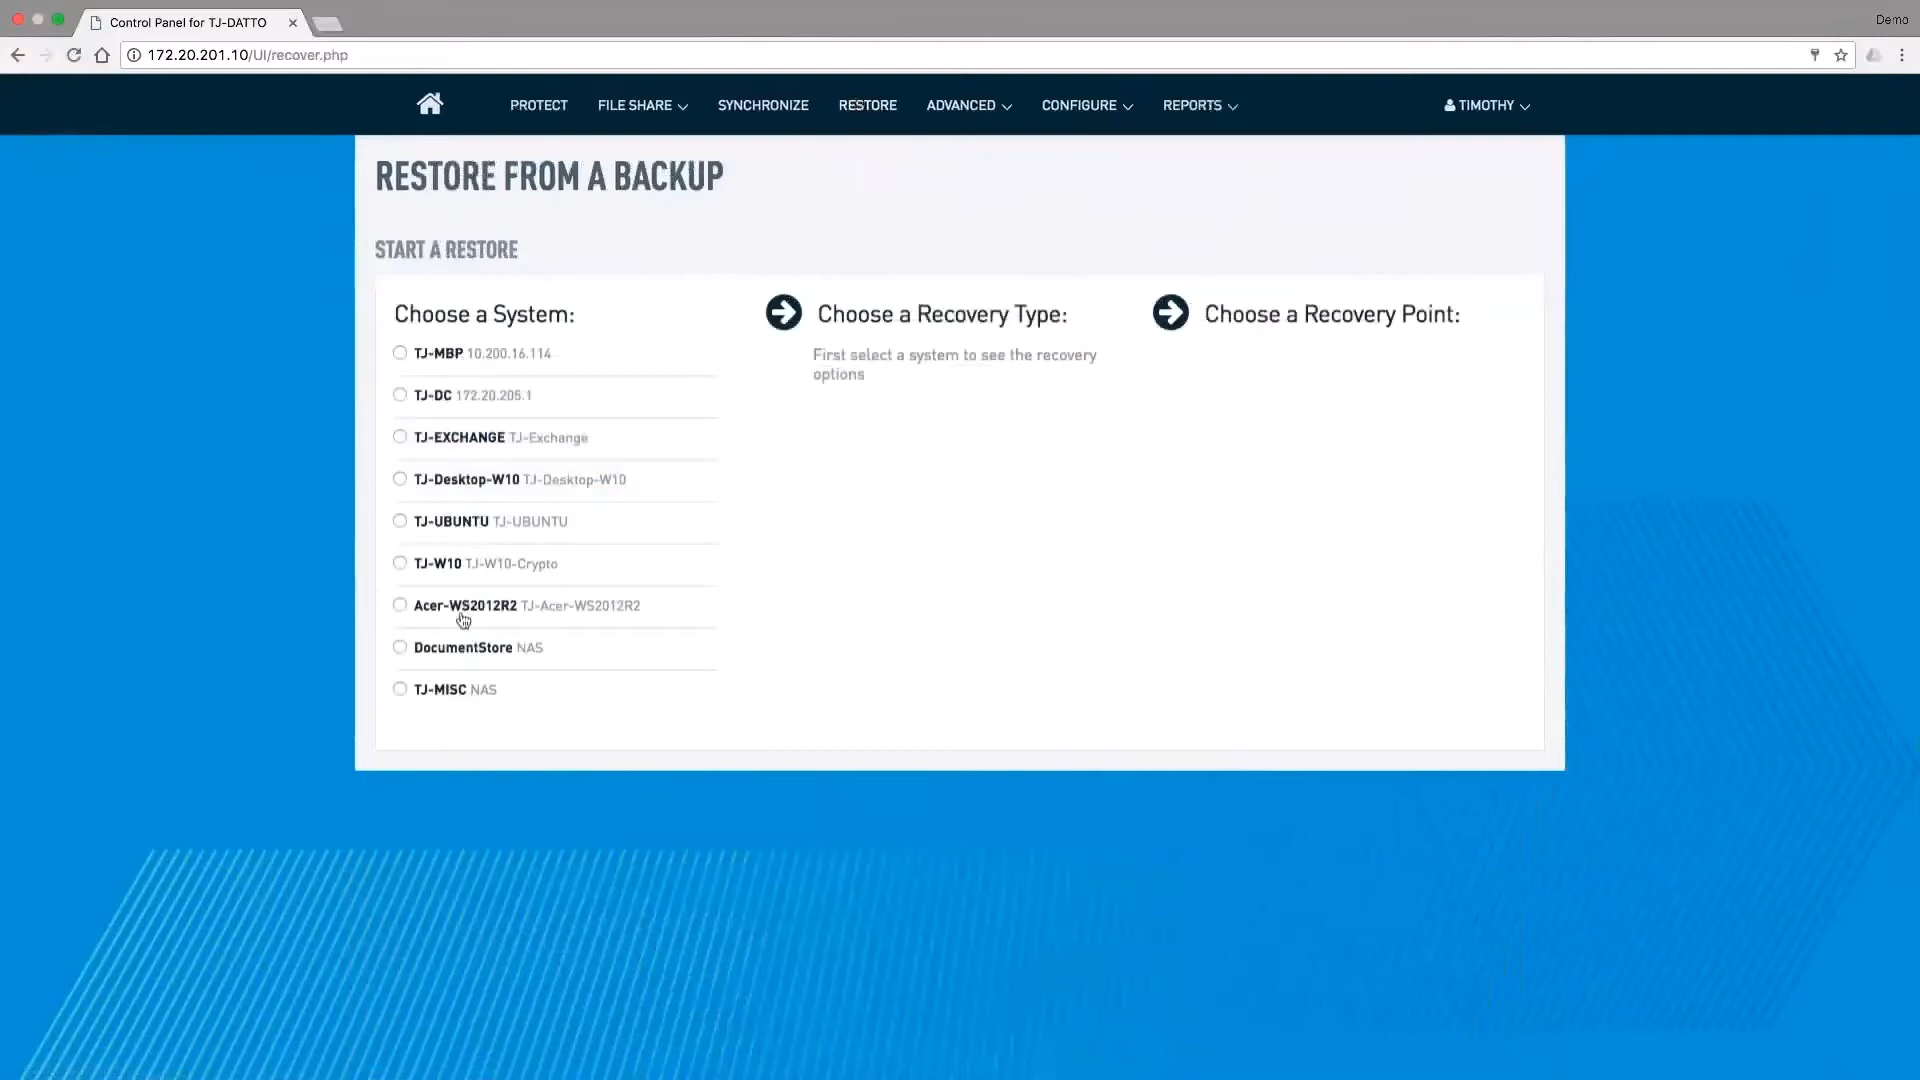 Control Panel for TJ-DATTO
Demo
172.20.201.10/UI/recover.php
PROTECT FILE SHARE SYNCHRONIZE RESTORE ADVANCED CONFIGURE REPORTS TIMOTHY
RESTORE FROM A BACKUP
START A RESTORE
Choose a System:
TJ-MBP 10.200.16.114
TJ-DC 172.20.205.1
TJ-EXCHANGE TJ-Exchange
TJ-Desktop-W10 TJ-Desktop-W10
TJ-UBUNTU TJ-UBUNTU
TJ-W10 TJ-W10-Crypto
Acer-WS2012R2 TJ-Acer-WS2012R2
DocumentStore NAS
TJ-MISC NAS
Choose a Recovery Type:
First select a system to see the recovery
options
Choose a Recovery Point: